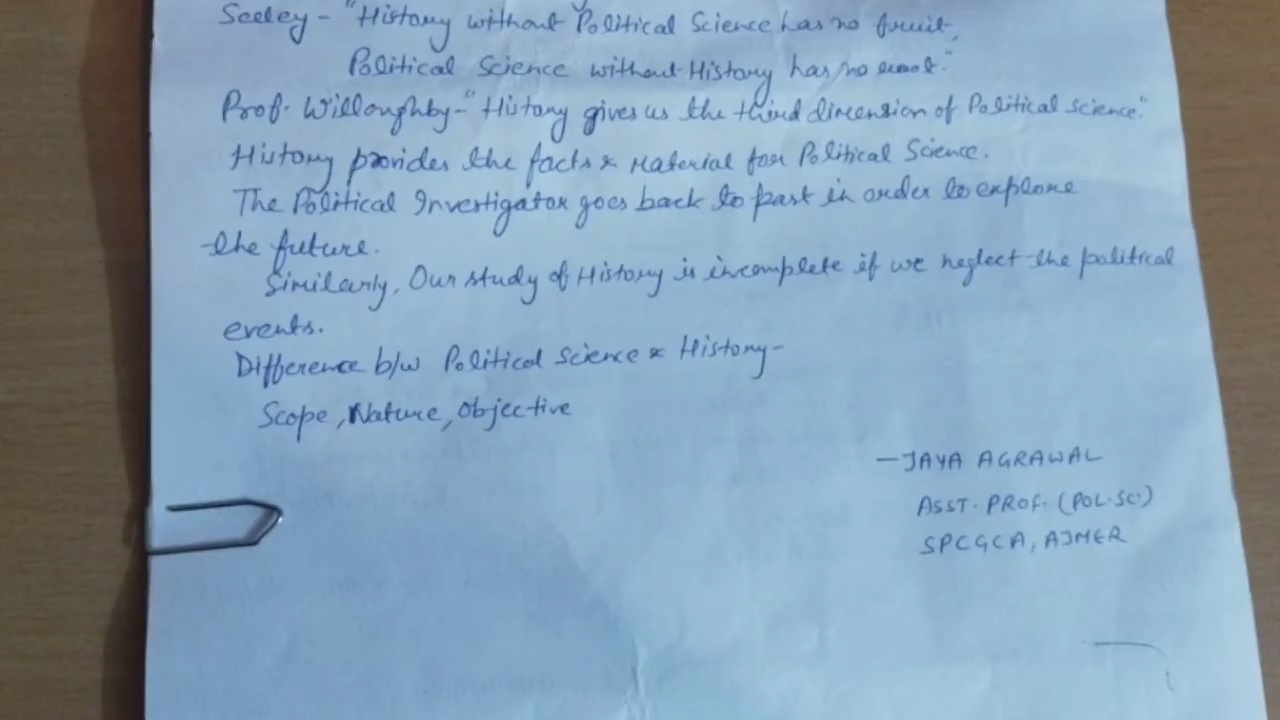 Seeley - "History without Political Science has no fruit,
Political Science without History has no root."
Prof. Willoughby - "History gives us the third dimension of Political Science."
History provides the facts & material for Political Science.
The Political Investigator goes back to past in order to explore
the future.
Similarly, Our study of History is incomplete if we neglect the political
events.
Difference b/w Political Science & History -
Scope, Nature, Objective
- JAYA AGRAWAL
ASST. PROF. (POL. SC.)
SPCGCA, AJMER